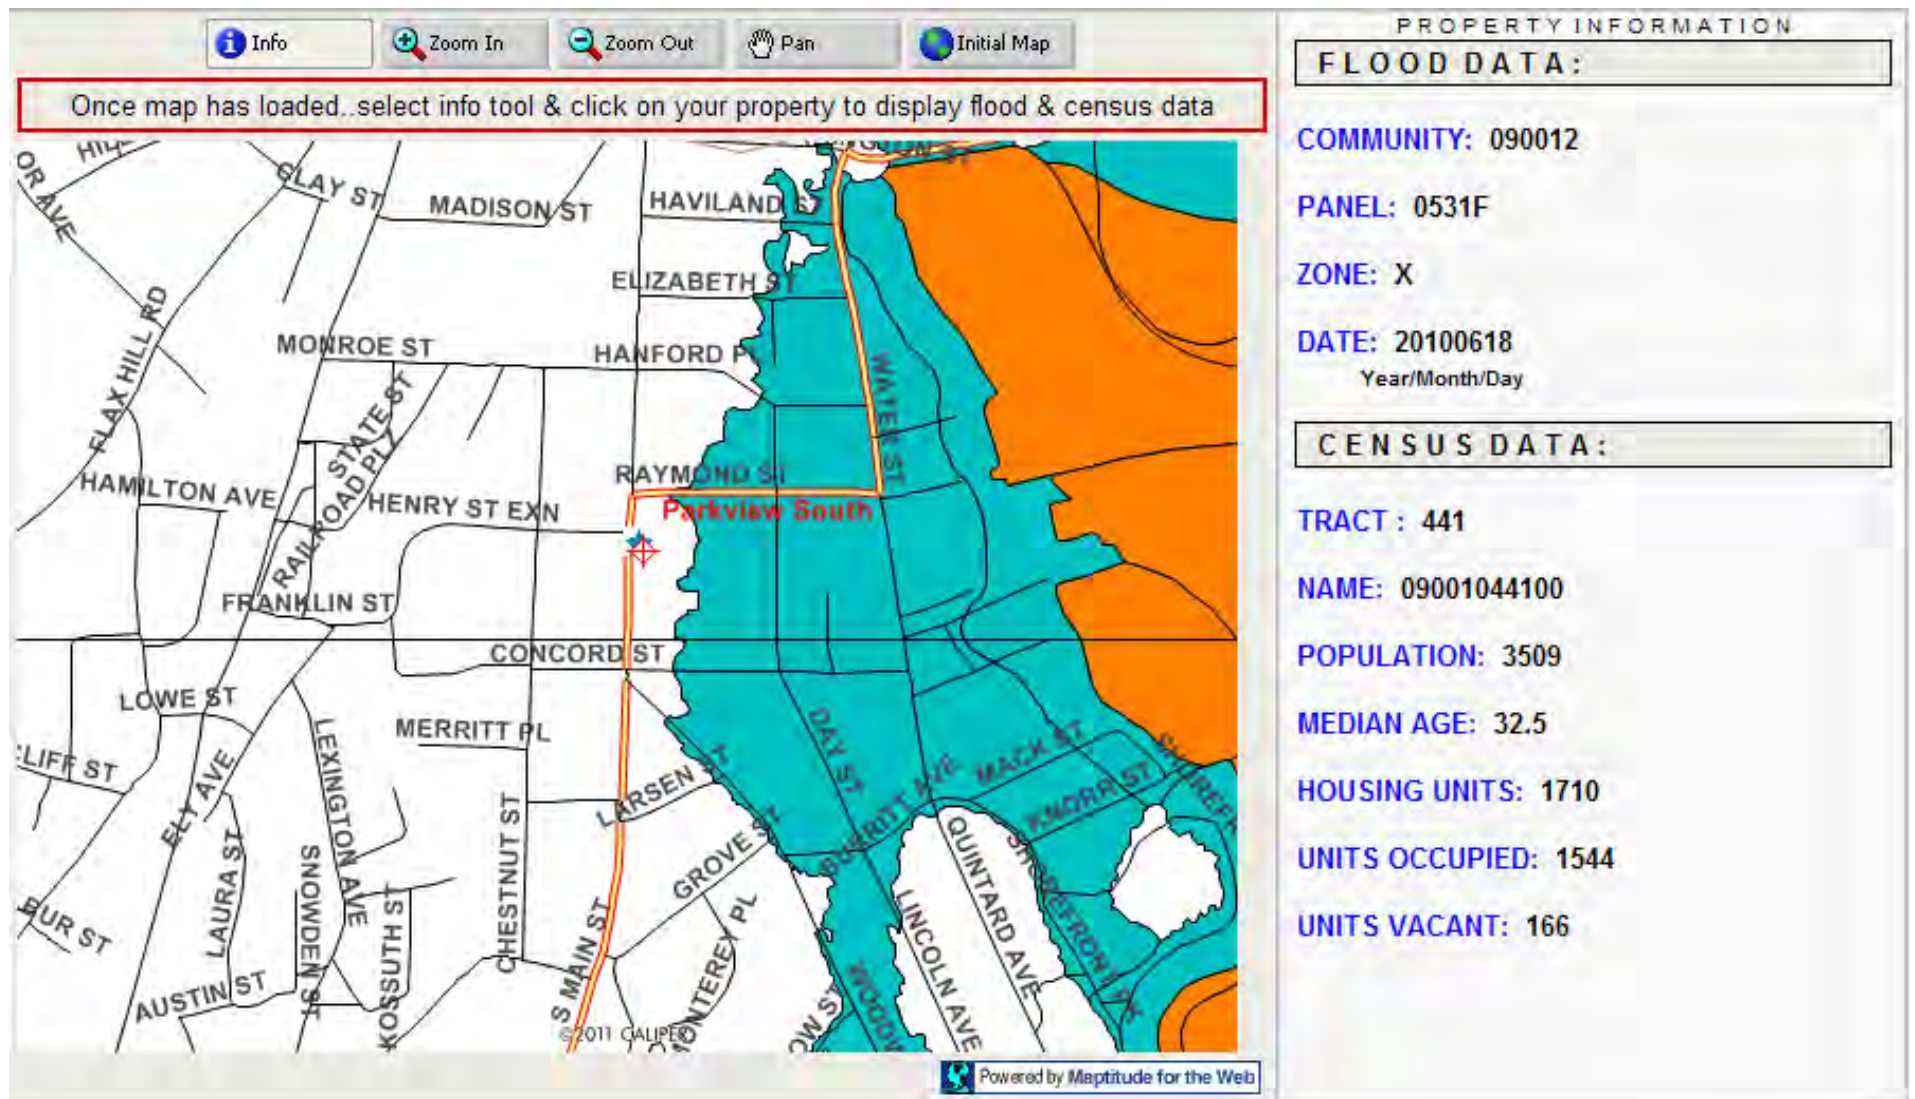 Info
Zoom In
Zoom Out
Pan
Initial Map
Once map has loaded..select info tool & click on your property to display flood & census data
CLAY ST
MADISON ST
HAVILAND ST
ELIZABETH ST
FLAX HILL RD
MONROE ST
HANFORD PL
WATER ST
STATE ST
RAILROAD PLZ
RAYMOND ST
HAMILTON AVE
HENRY ST EXN
Parkview South
FRANKLIN ST
CONCORD ST
LOWE ST
MERRITT PL
LEXINGTON AVE
DAY ST
MACK ST
KNORR ST
ELY AVE
LARSEN ST
BURRITT AVE
CHESTNUT ST
GROVE ST
QUINTARD AVE
SHOREFRONT PK
LAURA ST
SNOWDEN ST
KOSSUTH ST
S MAIN ST
MONTEREY PL
LINCOLN AVE
AUSTIN ST
©2011 CALIPER
Powered by Maptitude for the Web
PROPERTY INFORMATION
FLOOD DATA:
COMMUNITY: 090012
PANEL: 0531F
ZONE: X
DATE: 20100618
Year/Month/Day
CENSUS DATA:
TRACT : 441
NAME: 09001044100
POPULATION: 3509
MEDIAN AGE: 32.5
HOUSING UNITS: 1710
UNITS OCCUPIED: 1544
UNITS VACANT: 166